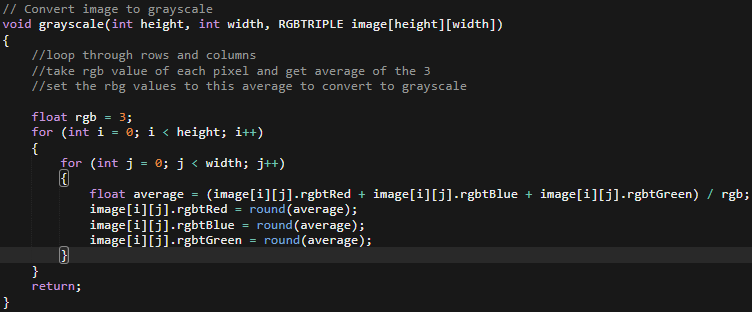 // Convert image to grayscale
void grayscale(int height, int width, RGBTRIPLE image[height][width])
{
    //loop through rows and columns
    //take rgb value of each pixel and get average of the 3
    //set the rbg values to this average to convert to grayscale

    float rgb = 3;
    for (int i = 0; i < height; i++)
    {
        for (int j = 0; j < width; j++)
        {
            float average = (image[i][j].rgbtRed + image[i][j].rgbtBlue + image[i][j].rgbtGreen) / rgb;
            image[i][j].rgbtRed = round(average);
            image[i][j].rgbtBlue = round(average);
            image[i][j].rgbtGreen = round(average);
        }
    }
    return;
}